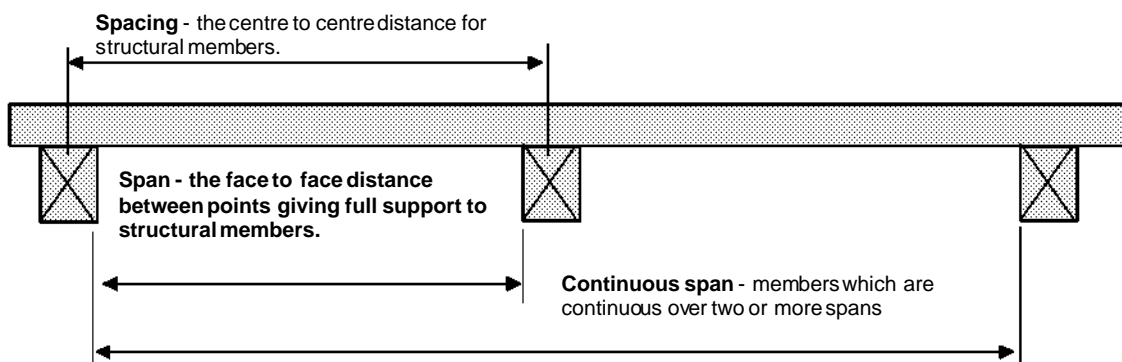 Spacing - the centre to centre distance for
structural members.
Span - the face to face distance
between points giving full support to
structural members.
Continuous span - members which are
continuous over two or more spans